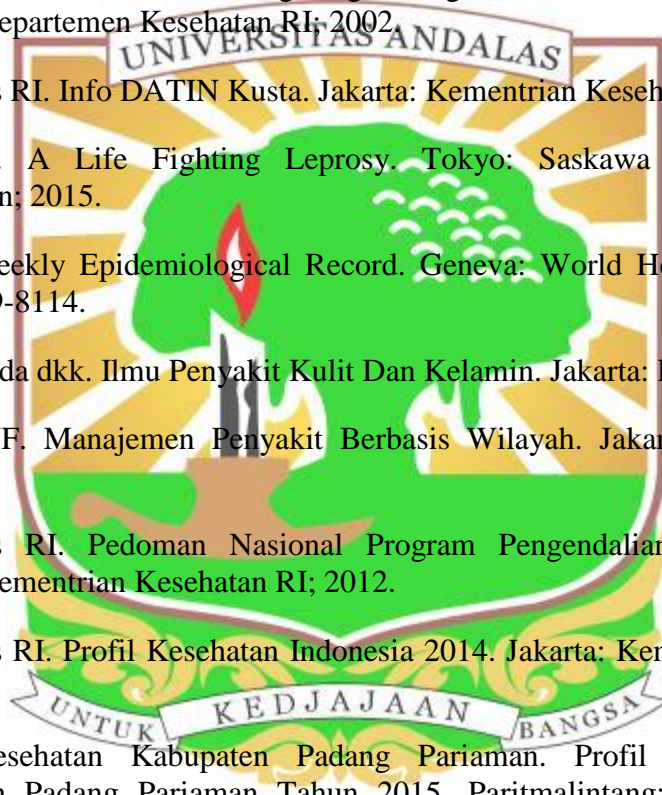 epartemen Kesehatan RI; 2002.
UNIVERSITAS ANDALAS
s RI. Info DATIN Kusta. Jakarta: Kementrian Keseh
A Life Fighting Leprosy. Tokyo: Saskawa
n; 2015.
eekly Epidemiological Record. Geneva: World He
9-8114.
da dkk. Ilmu Penyakit Kulit Dan Kelamin. Jakarta:
F. Manajemen Penyakit Berbasis Wilayah. Jakar
s RI. Pedoman Nasional Program Pengendalian
ementrian Kesehatan RI; 2012.
s RI. Profil Kesehatan Indonesia 2014. Jakarta: Ker
UNTUK KEDJAJAAN BANGSA
esehatan Kabupaten Padang Pariaman. Profil
n Padang Pariaman Tahun 2015. Paritmalintang